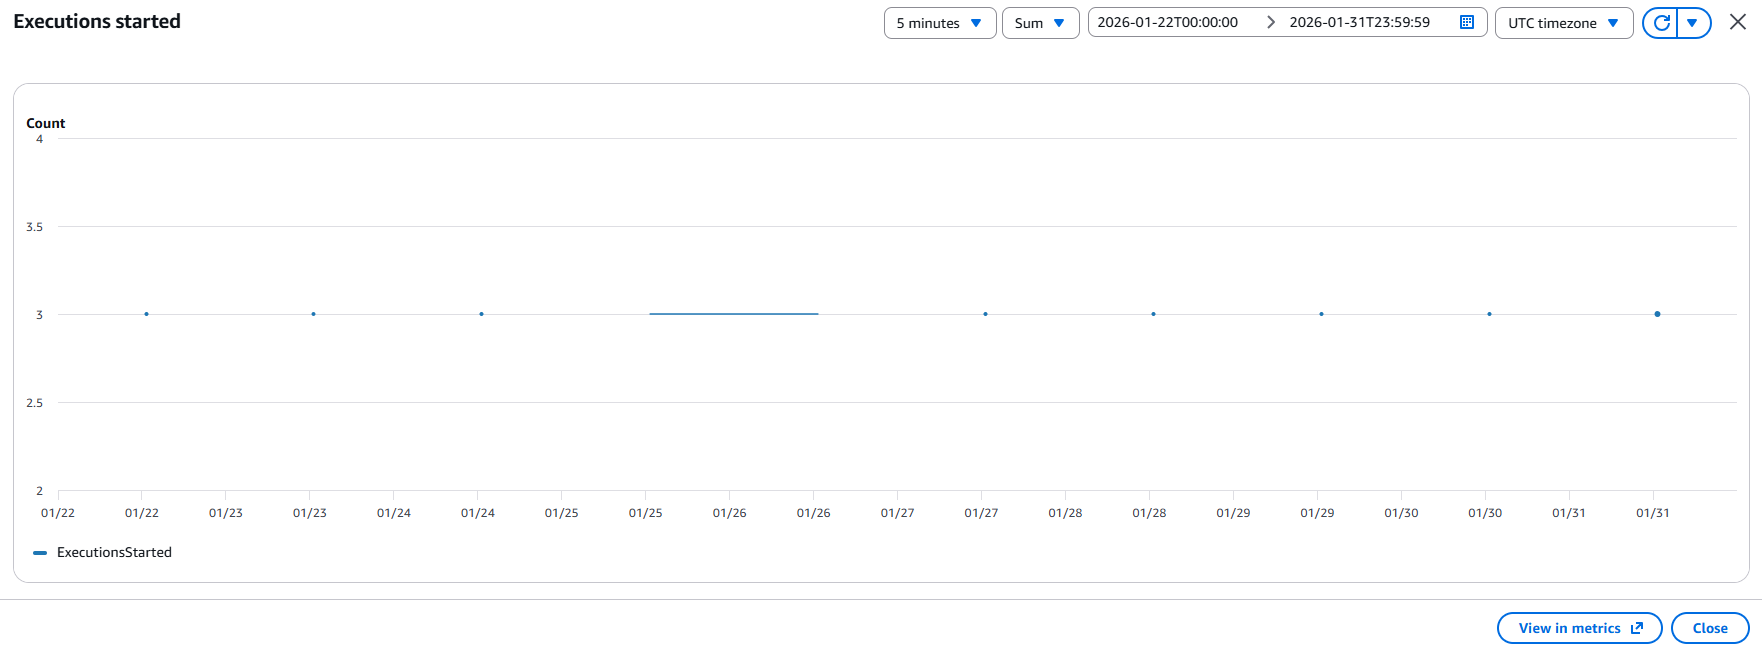 Executions started
5 minutes
Sum
2026-01-22T00:00:00
2026-01-31T23:59:59
UTC timezone
Count
4
3.5
3
2.5
2
01/22 01/22 01/23 01/23 01/24 01/24 01/25 01/25 01/26 01/26 01/27 01/27 01/28 01/28 01/29 01/29 01/30 01/30 01/31 01/31
ExecutionsStarted
View in metrics
Close